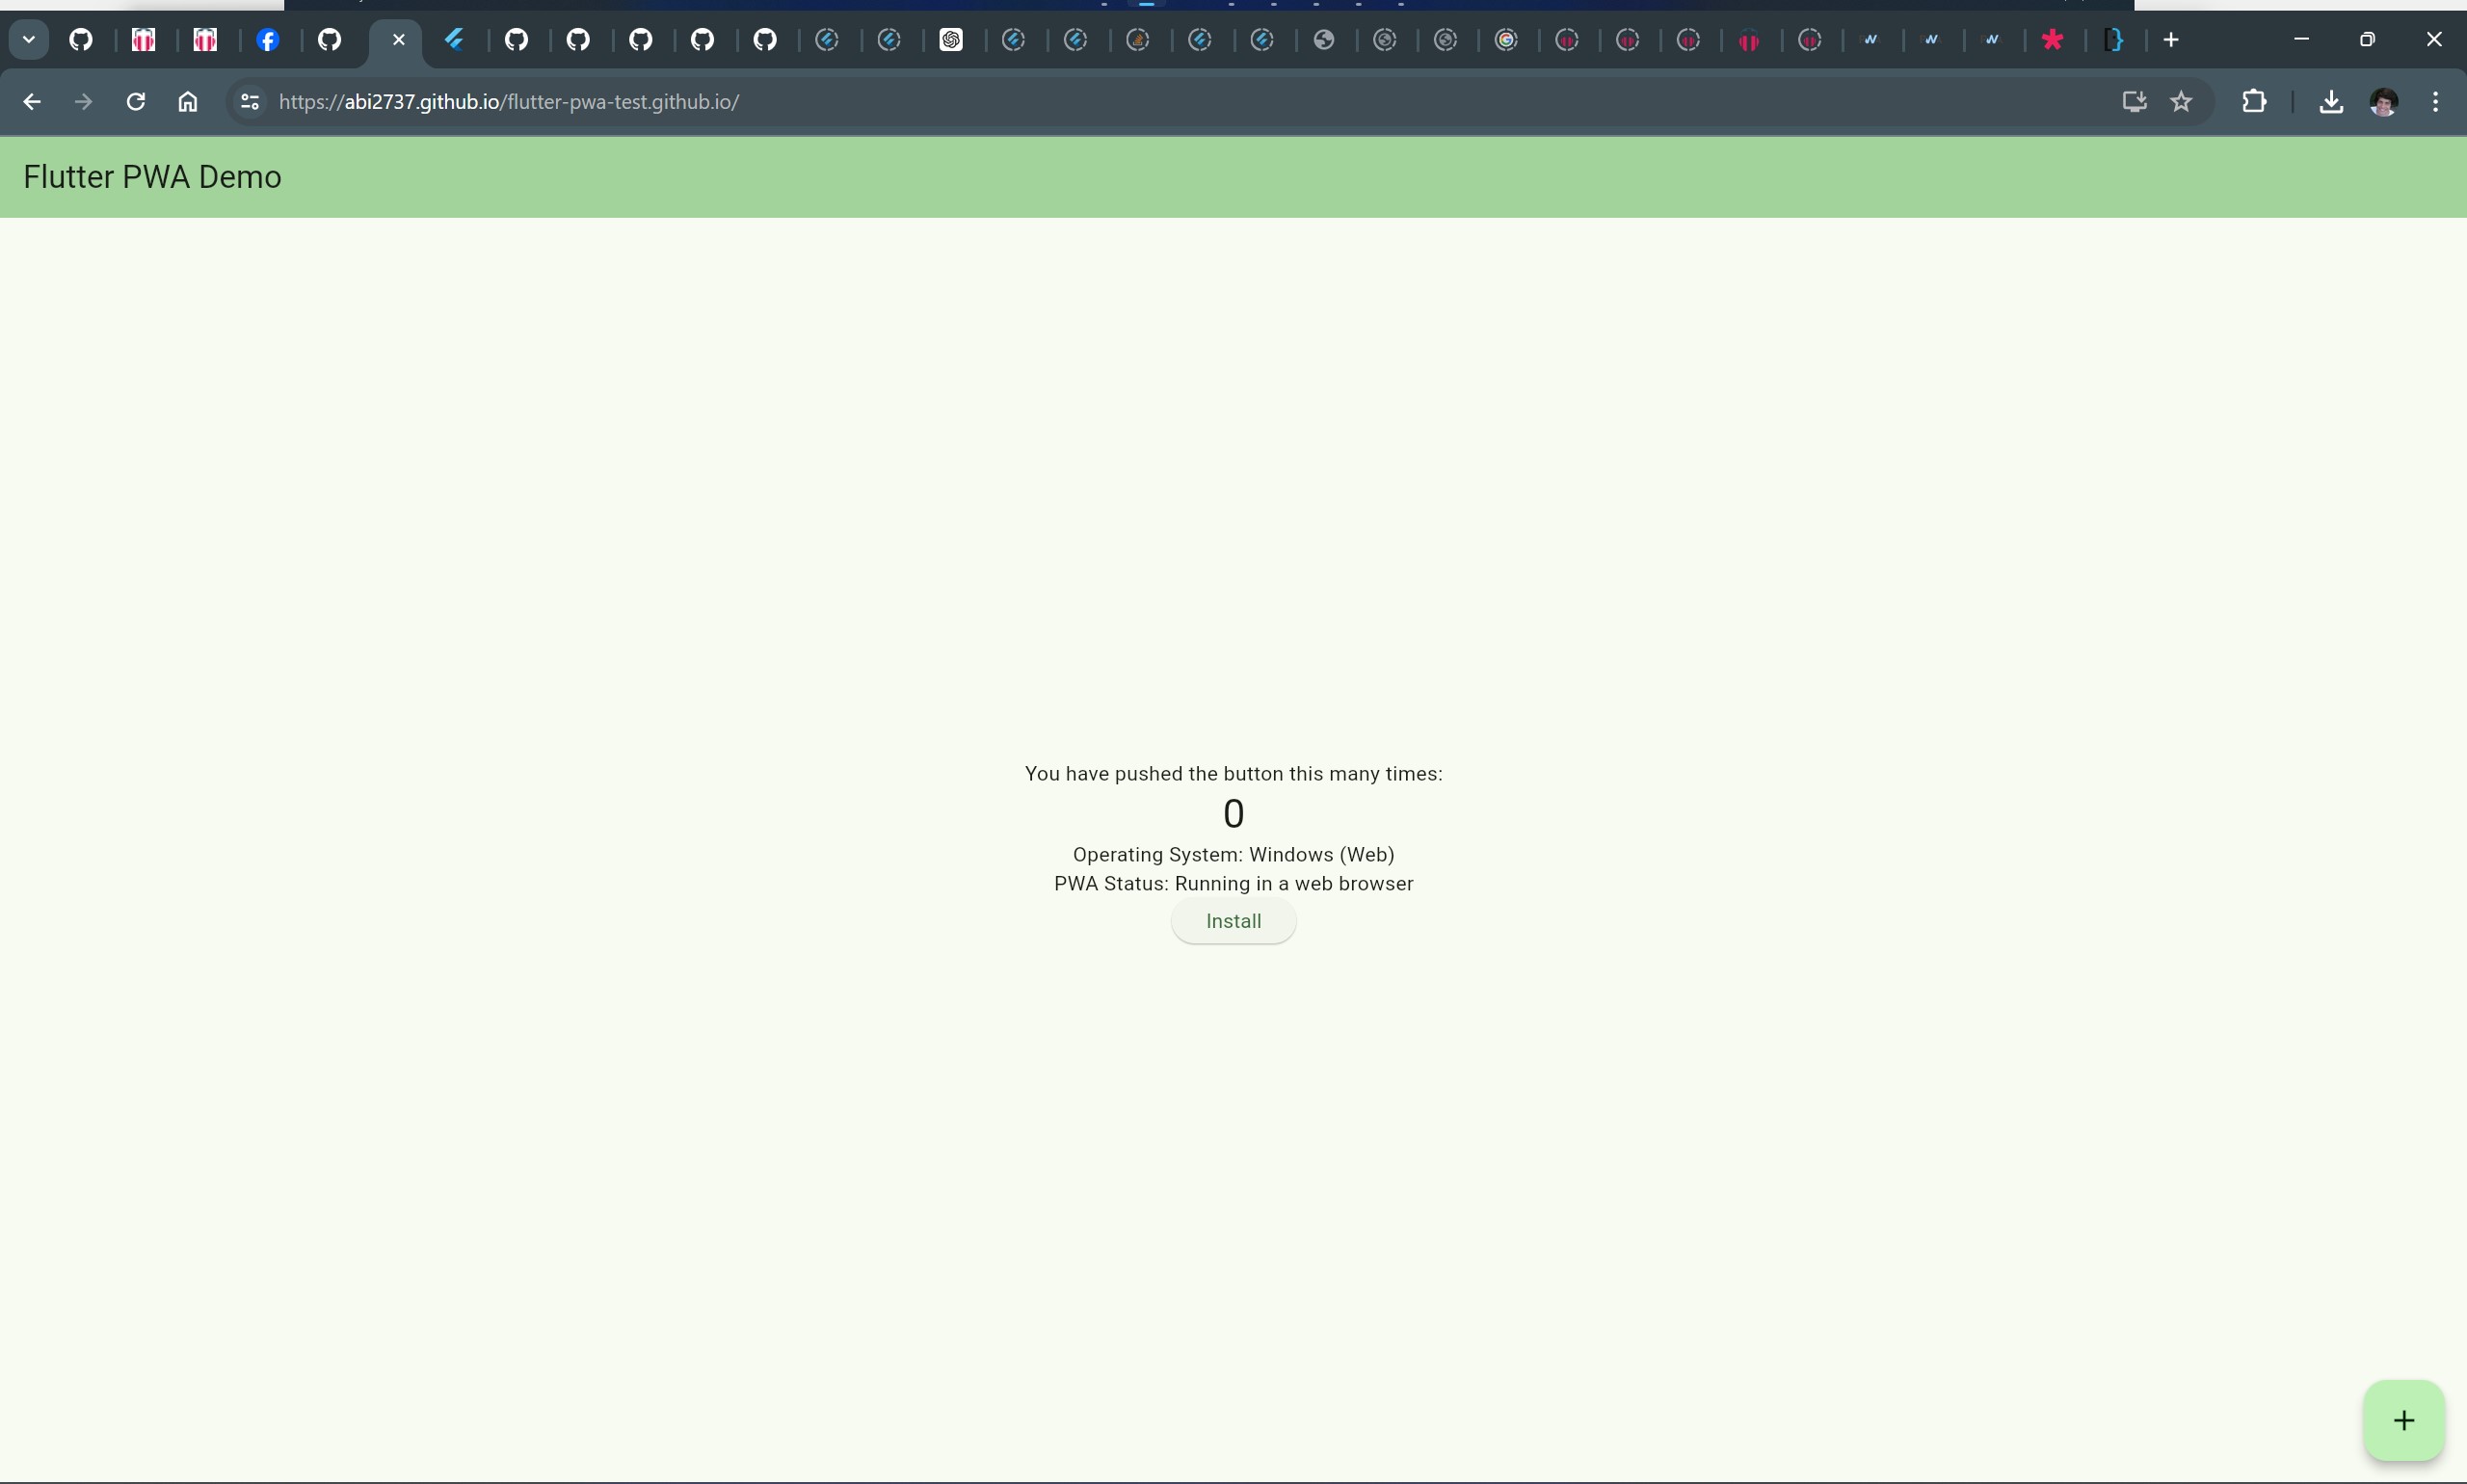 https://abi2737.github.io/flutter-pwa-test.github.io/
Flutter PWA Demo
You have pushed the button this many times:
0
Operating System: Windows (Web)
PWA Status: Running in a web browser
Install